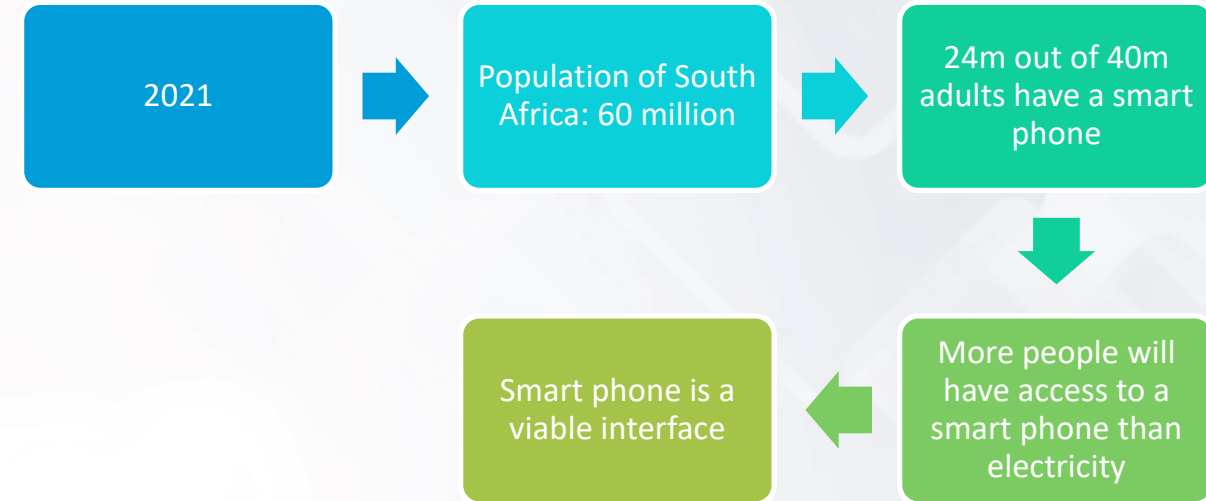 2021
Population of South
Africa: 60 million
24m out of 40m
adults have a smart
phone
More people will
have access to a
smart phone than
electricity
Smart phone is a
viable interface